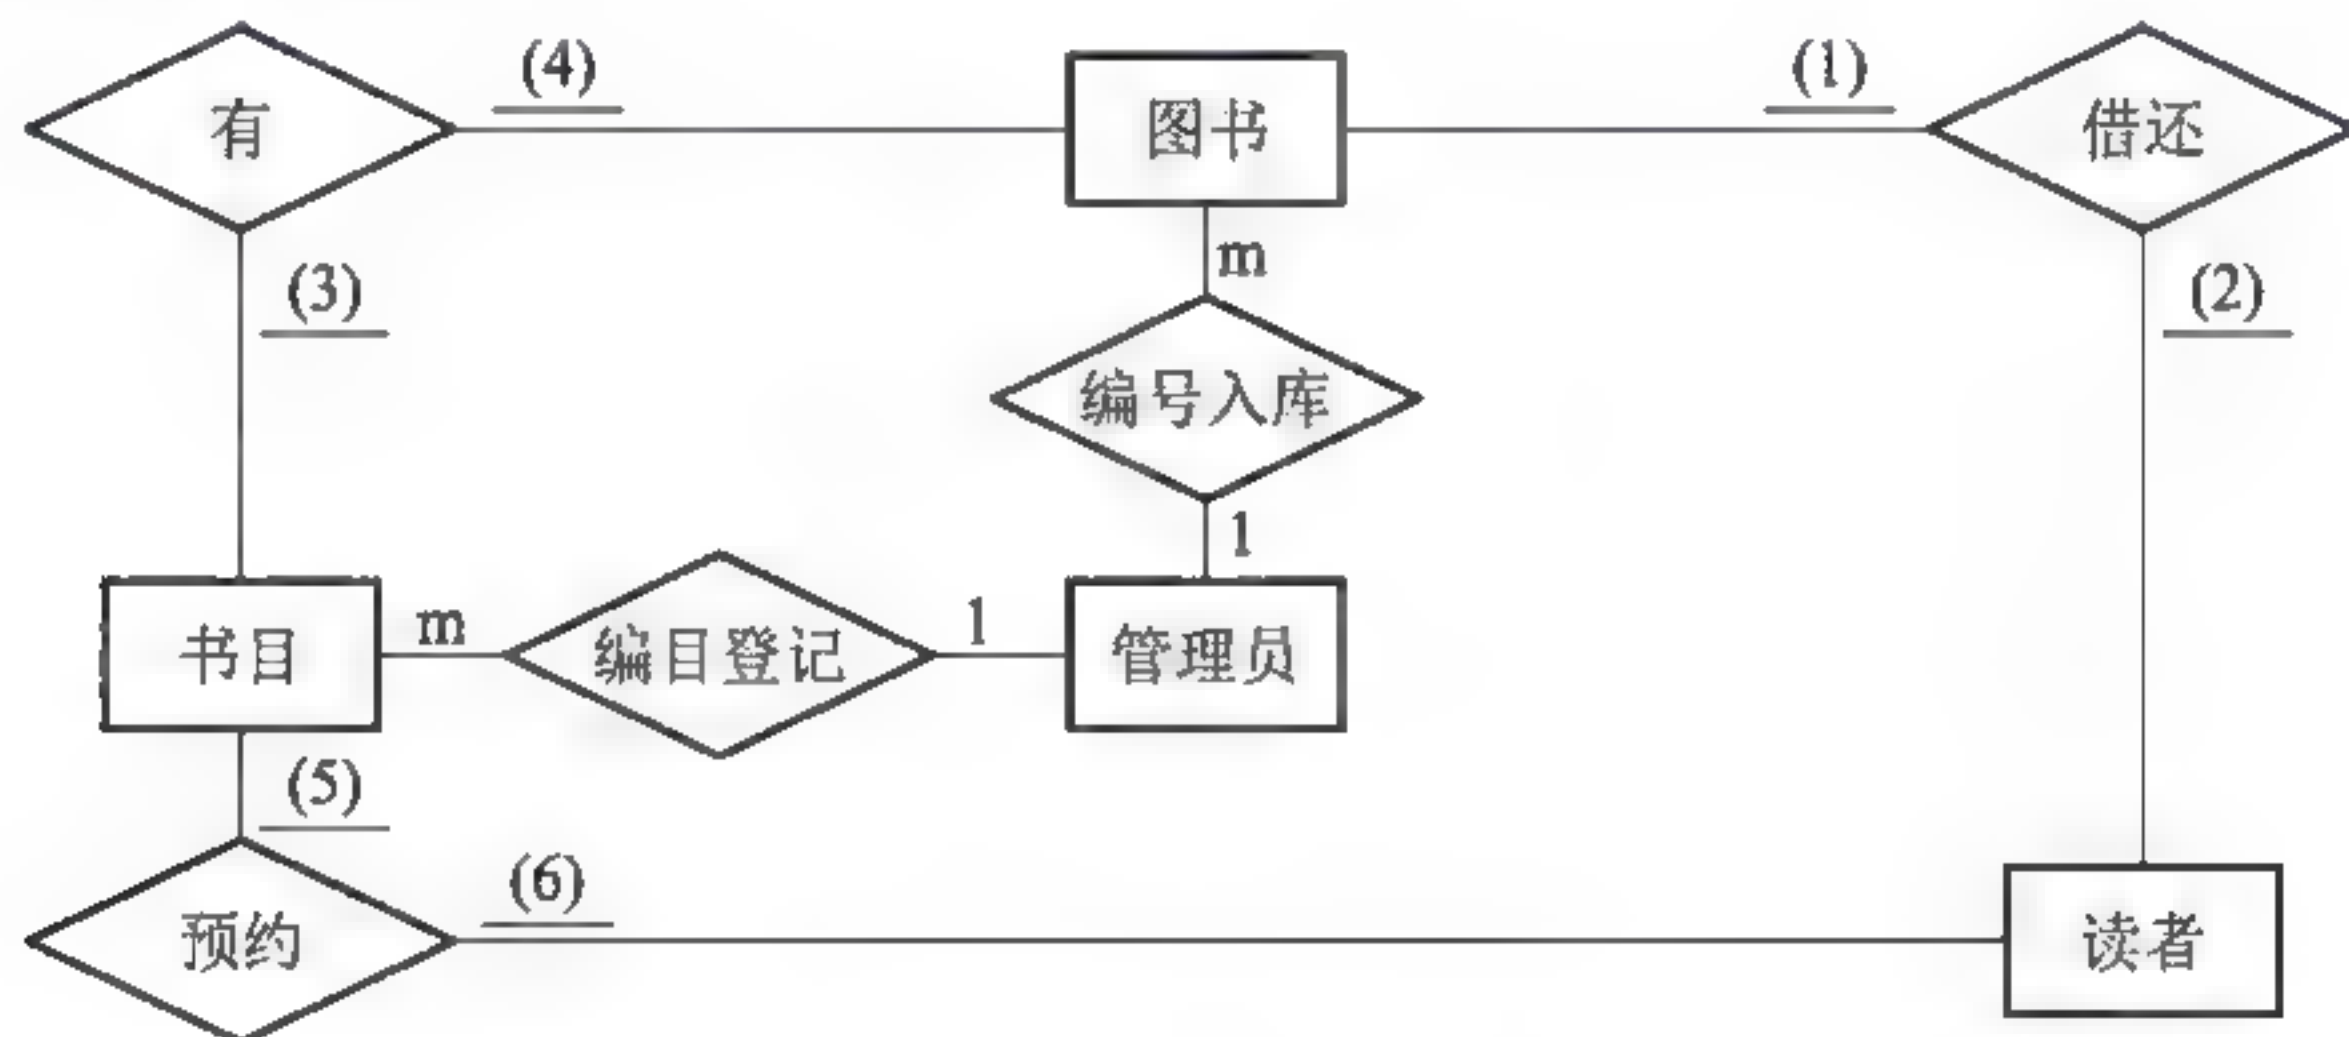 有
(4)
图书
(1)
借还
m
(3)
(2)
编号入库
1
书目
m
编目登记
1
管理员
(5)
(6)
预约
读者